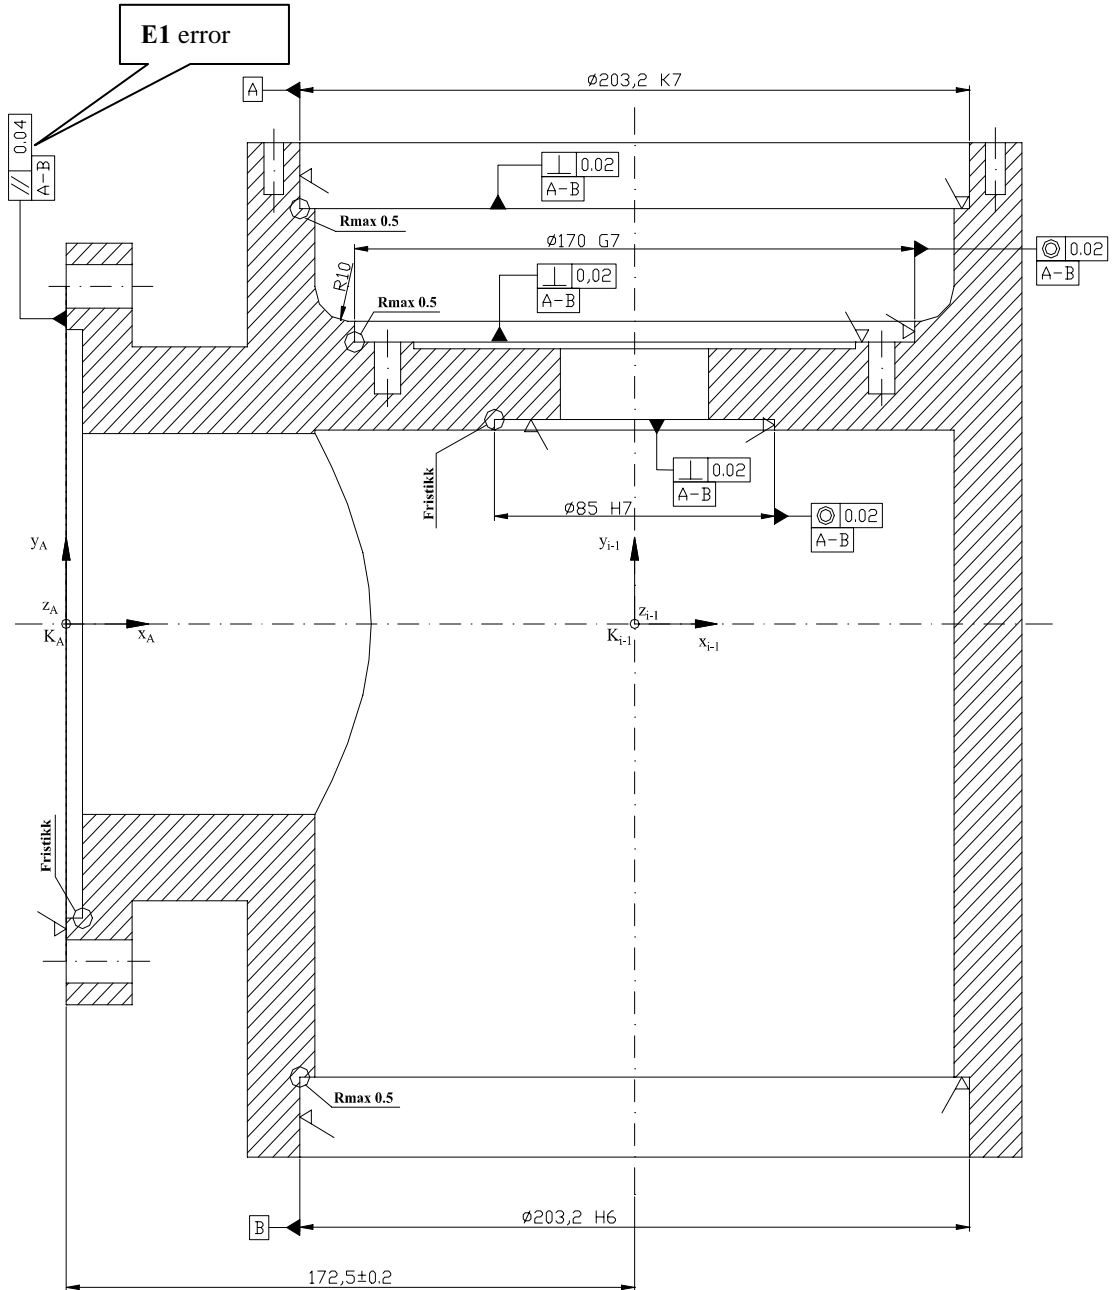 E1 error
A
ø203,2 K7
// 0.04
A-B
⊥ 0.02
A-B
Rmax 0.5
ø170 G7
◎ 0.02
A-B
R10
⊥ 0,02
A-B
Rmax 0.5
Fristikk
⊥ 0.02
A-B
ø85 H7
◎ 0.02
A-B
yA
yi-1
zA
zi-1
KA
xA
Ki-1
xi-1
Fristikk
Rmax 0.5
B
ø203,2 H6
172,5±0.2